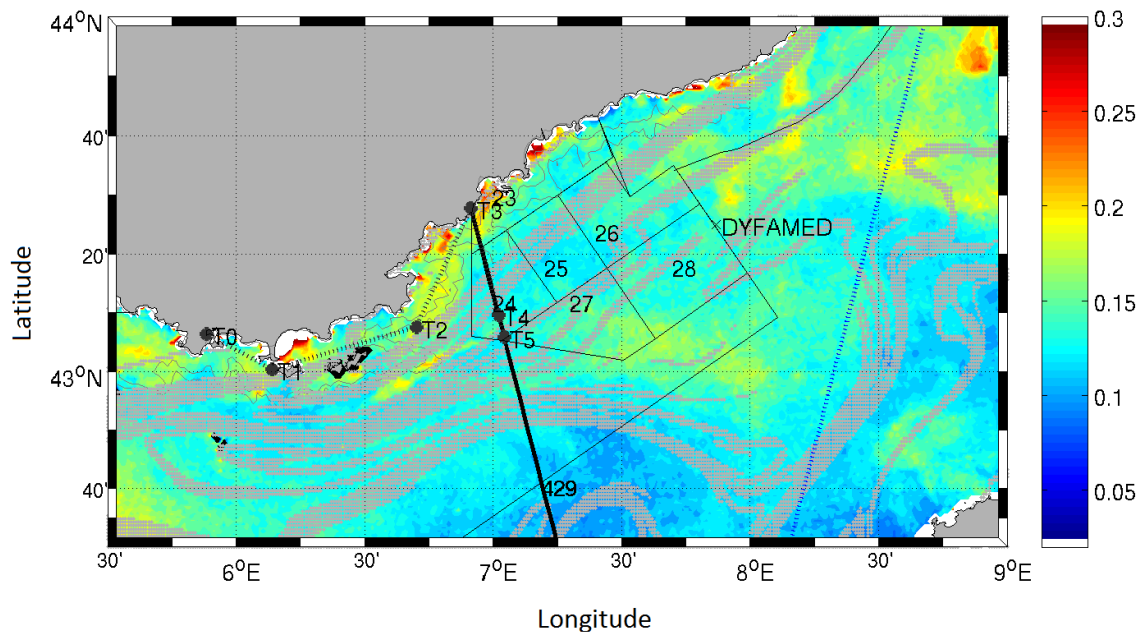 44°N
0.3
40'
0.25
23
T3
26
DYFAMED
0.2
20'
25
28
24
27
T4
T0
T2
T5
0.15
43°N
T1
0.1
40'
429
0.05
30'
6°E
30'
7°E
30'
8°E
30'
9°E
Latitude
Longitude